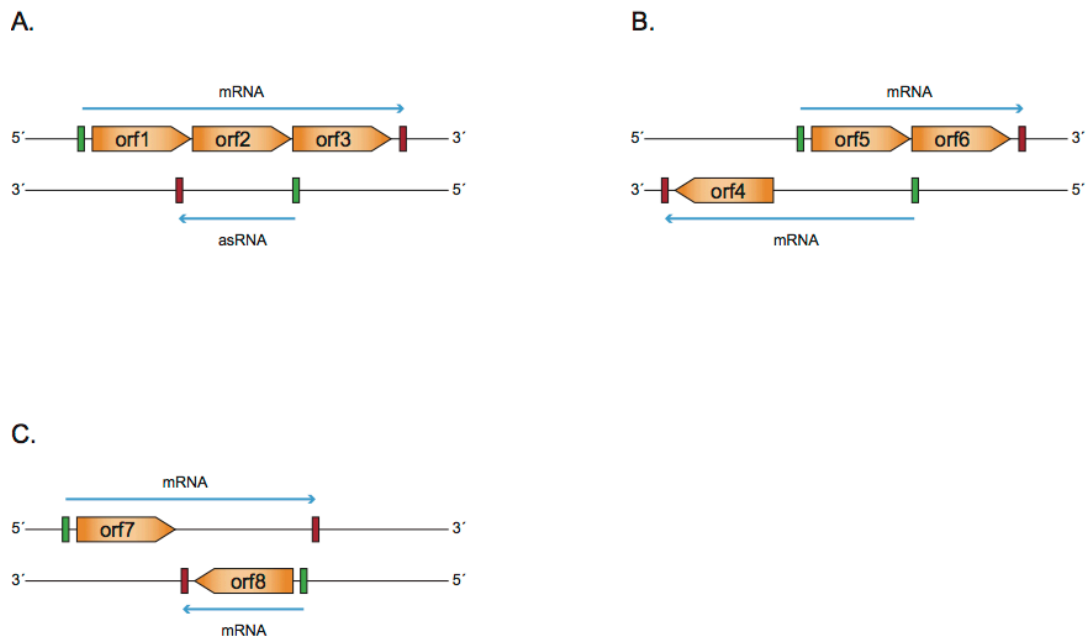 A.
mRNA
5´ orf1 orf2 orf3 3´
3´ 5´
asRNA
B.
mRNA
5´ orf5 orf6 3´
3´ orf4 5´
mRNA
C.
mRNA
5´ orf7 3´
3´ orf8 5´
mRNA